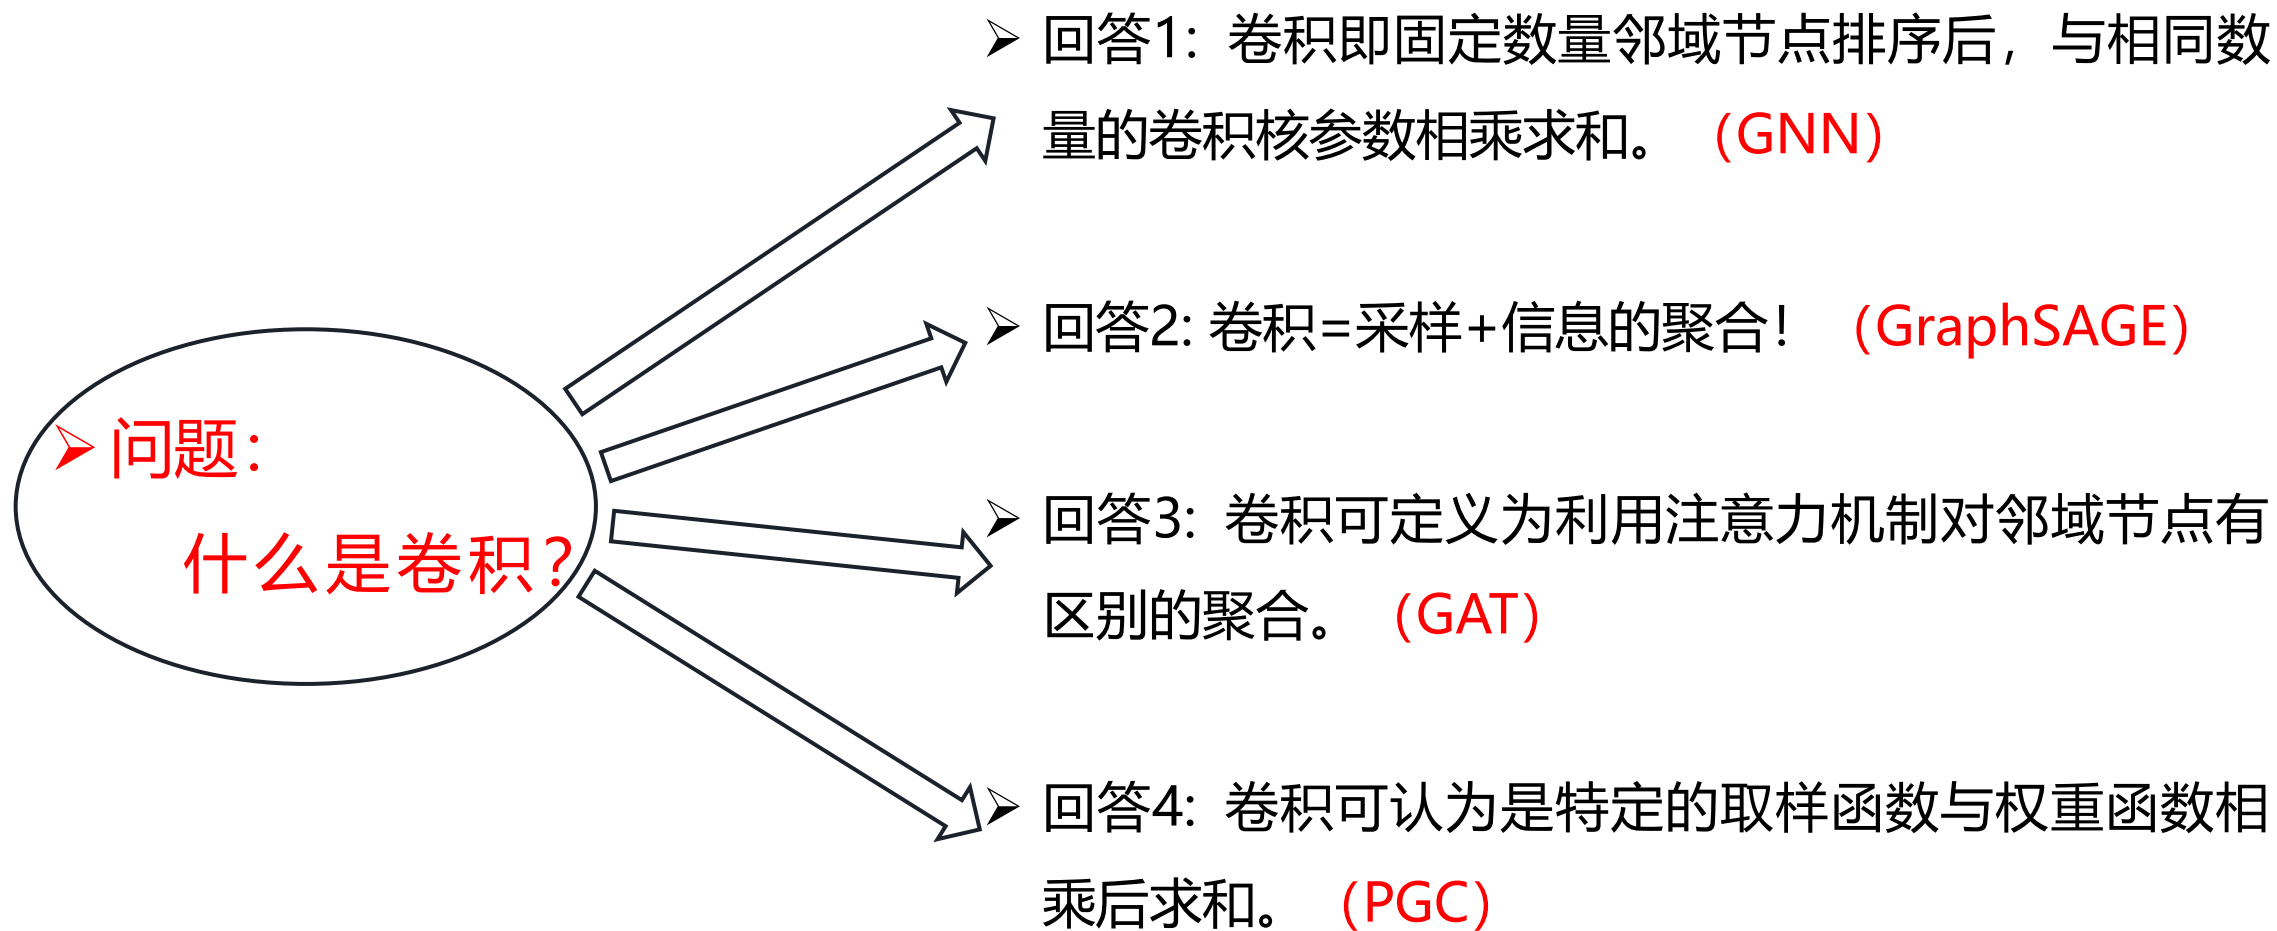 问题：
什么是卷积？
回答1：卷积即固定数量邻域节点排序后，与相同数
量的卷积核参数相乘求和。（GNN）
回答2: 卷积=采样+信息的聚合！（GraphSAGE）
回答3：卷积可定义为利用注意力机制对邻域节点有
区别的聚合。（GAT）
回答4：卷积可认为是特定的取样函数与权重函数相
乘后求和。（PGC）